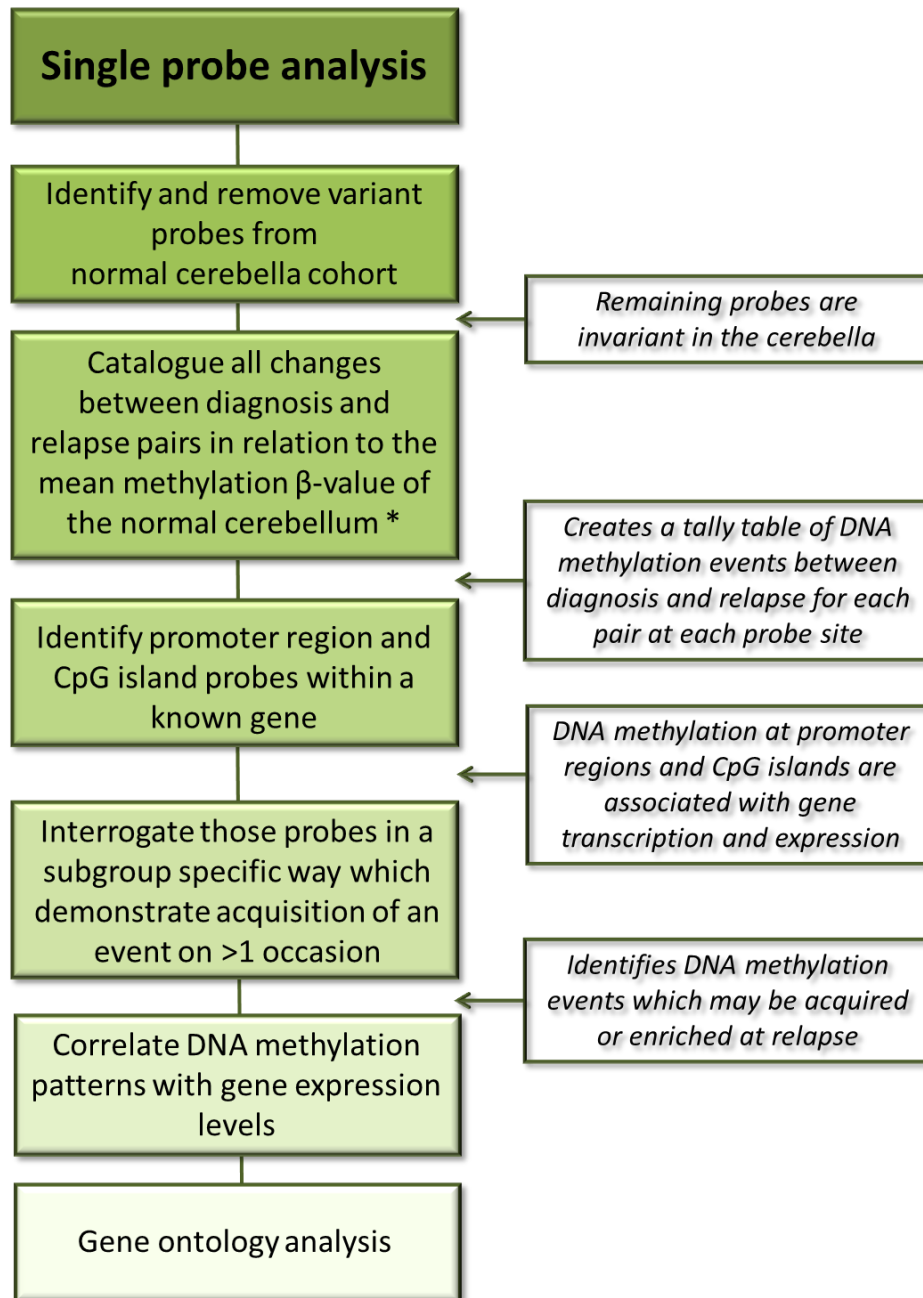 Single probe analysis
Identify and remove variant
probes from
normal cerebella cohort
Remaining probes are
invariant in the cerebella
Catalogue all changes
between diagnosis and
relapse pairs in relation to the
mean methylation β-value of
the normal cerebellum *
Creates a tally table of DNA
methylation events between
diagnosis and relapse for each
pair at each probe site
Identify promoter region and
CpG island probes within a
known gene
DNA methylation at promoter
regions and CpG islands are
associated with gene
transcription and expression
Interrogate those probes in a
subgroup specific way which
demonstrate acquisition of an
event on >1 occasion
Identifies DNA methylation
events which may be acquired
or enriched at relapse
Correlate DNA methylation
patterns with gene expression
levels
Gene ontology analysis